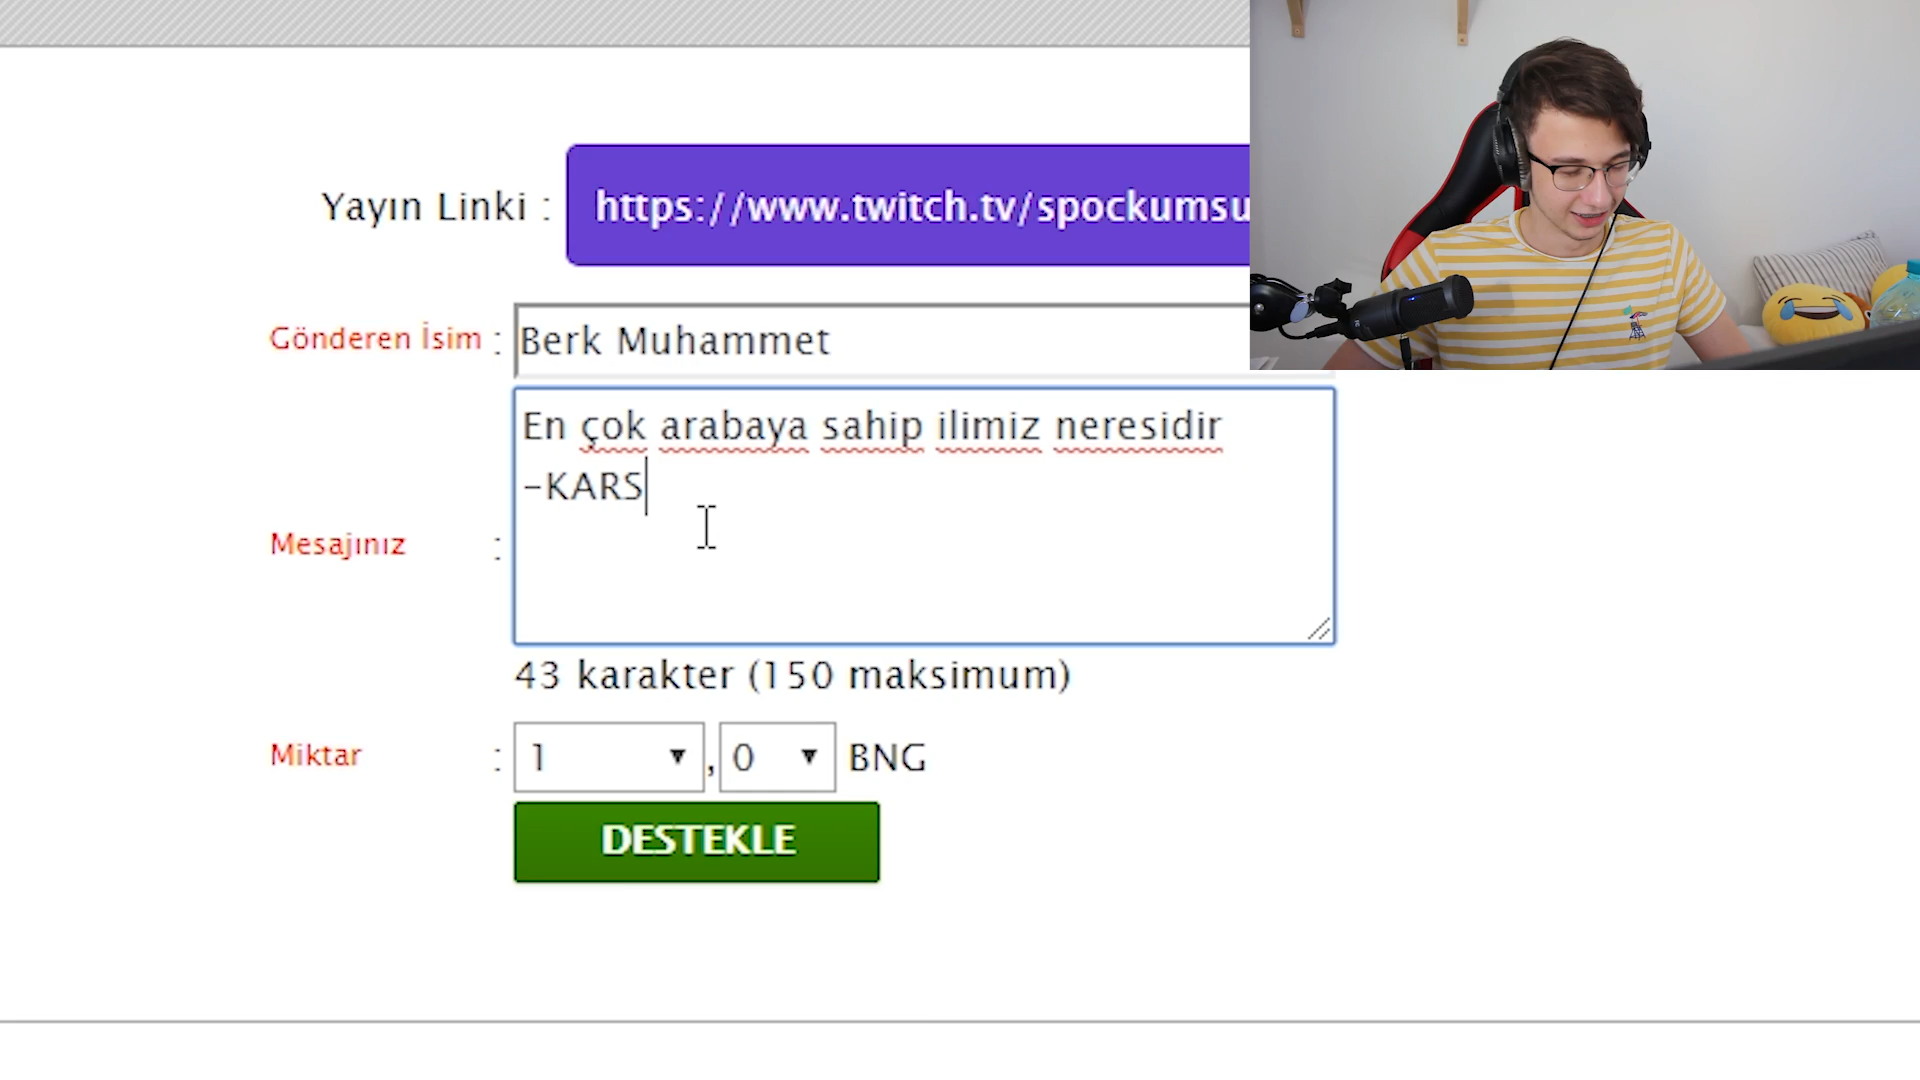 Yayın Linki : https://www.twitch.tv/spockumsu
Gönderen İsim : Berk Muhammet
En çok arabaya sahip ilimiz neresidir
-KARS
Mesajınız :
43 karakter (150 maksimum)
Miktar : 1 , 0 BNG
DESTEKLE